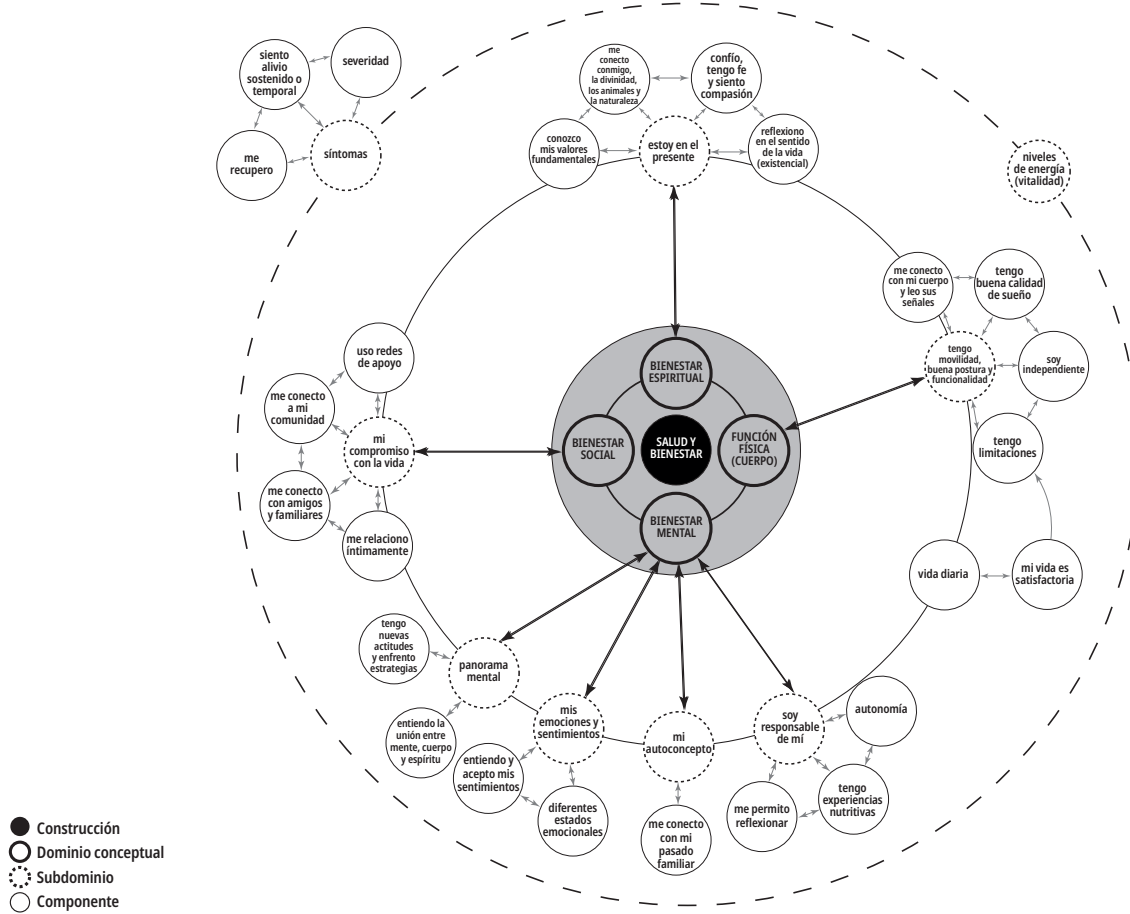 siento
alivio
sostenido o
temporal
severidad
me
recupero
síntomas
me
conecto
conmigo,
la divinidad,
los animales y
la naturaleza
confío,
tengo fe
y siento
compasión
conozco
mis valores
fundamentales
estoy en el
presente
reflexiono
en el sentido
de la vida
(existencial)
niveles
de energía
(vitalidad)
me conecto
con mi cuerpo
y leo sus
señales
tengo
buena calidad
de sueño
tengo
movilidad,
buena postura y
funcionalidad
soy
independiente
tengo
limitaciones
uso redes
de apoyo
me conecto
a mi
comunidad
mi
compromiso
con la vida
me conecto
con amigos
y familiares
me relaciono
íntimamente
BIENESTAR
ESPIRITUAL
BIENESTAR
SOCIAL
SALUD Y
BIENESTAR
FUNCIÓN
FÍSICA
(CUERPO)
BIENESTAR
MENTAL
vida diaria
mi vida es
satisfactoria
tengo
nuevas
actitudes
y enfrento
estrategias
panorama
mental
entiendo la
unión entre
mente, cuerpo
y espíritu
mis
emociones y
sentimientos
entiendo y
acepto mis
sentimientos
diferentes
estados
emocionales
mi
autoconcepto
me conecto
con mi
pasado
familiar
soy
responsable
de mí
autonomía
me permito
reflexionar
tengo
experiencias
nutritivas
Construcción
Dominio conceptual
Subdominio
Componente